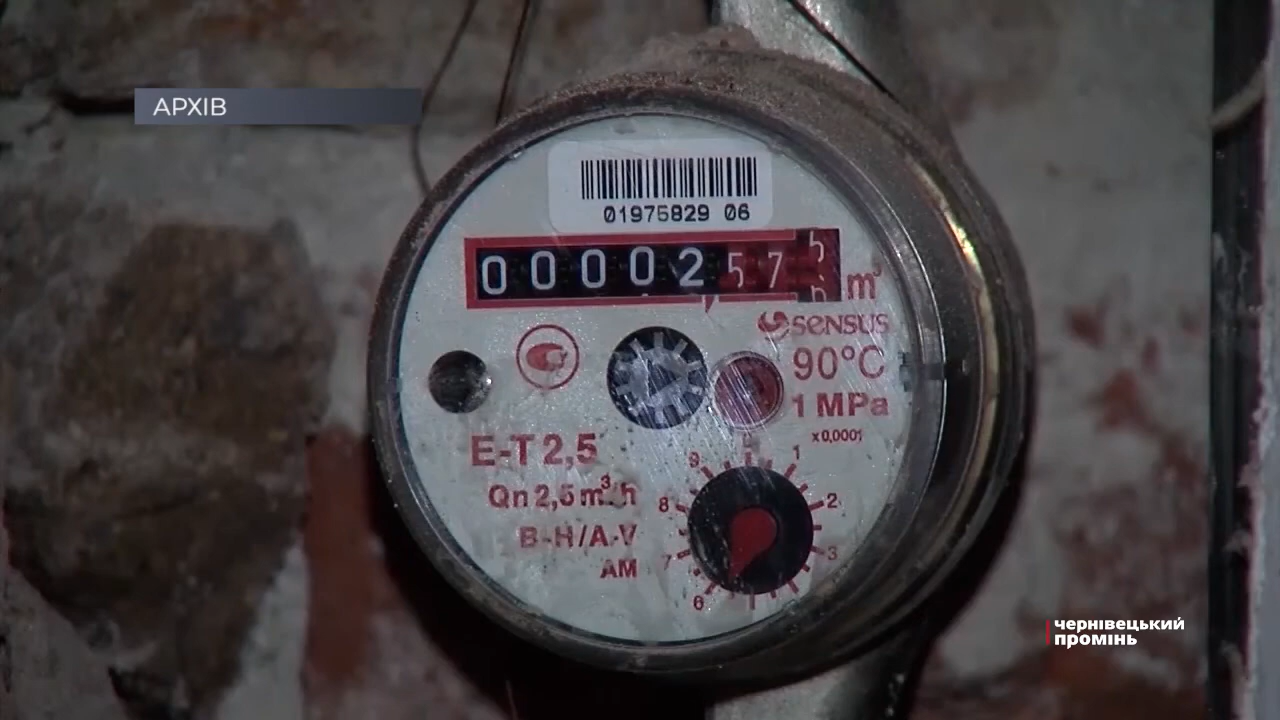 АРХІВ
01975829 06
00002 57
m³
sensus
90°C
1 MPa
x0,0001
E-T 2,5
Qn 2,5 m³/h
B-H/A-V
AM
0
1
2
3
6
7
8
9
чернівецький
промінь